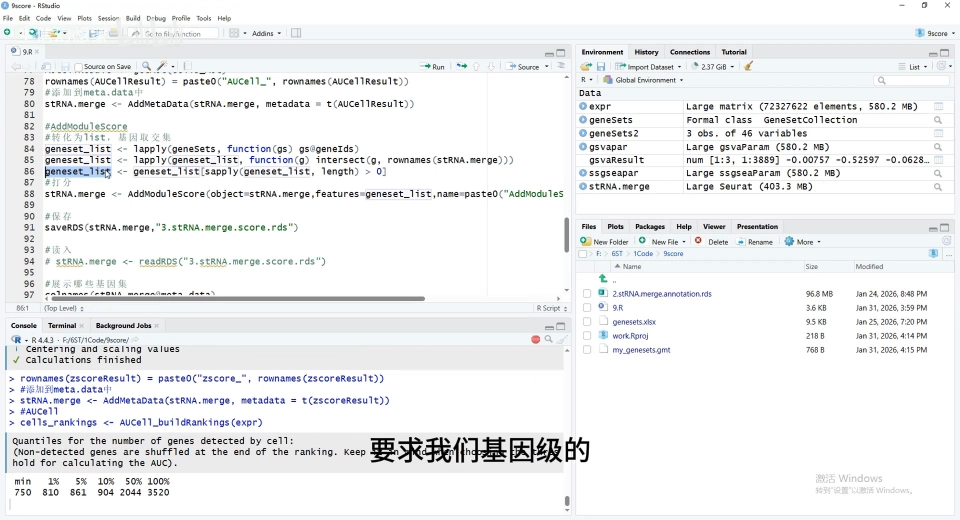 9score - RStudio
File Edit Code View Plots Session Build Debug Profile Tools Help
Go to file/function
Addins
9score
9.R
Source on Save
Run
Source
78 rownames(AUCellResult) = paste0("AUCell_", rownames(AUCellResult))
79 #添加到meta.data中
80 stRNA.merge <- AddMetaData(stRNA.merge, metadata = t(AUCellResult))
81
82 #AddModuleScore
83 #转化为list，基因取交集
84 geneset_list <- lapply(geneSets, function(gs) gs@geneIds)
85 geneset_list <- lapply(geneset_list, function(g) intersect(g, rownames(stRNA.merge)))
86 geneset_list <- geneset_list[sapply(geneset_list, length) > 0]
87 #打分
88 stRNA.merge <- AddModuleScore(object=stRNA.merge,features=geneset_list,name=paste0("AddModuleS
89
90 #保存
91 saveRDS(stRNA.merge,"3.stRNA.merge.score.rds")
92
93 #读入
94 # stRNA.merge <- readRDS("3.stRNA.merge.score.rds")
95
96 #展示哪些基因集
97 colnames(stRNA.merge@meta.data)
86:1 (Top Level) R Script
Console Terminal Background Jobs
R 4.4.3 · F:/6ST/1Code/9score/
i Centering and scaling values
✓ Calculations finished
> rownames(zscoreResult) = paste0("zscore_", rownames(zscoreResult))
> #添加到meta.data中
> stRNA.merge <- AddMetaData(stRNA.merge, metadata = t(zscoreResult))
> #AUCell
> cells_rankings <- AUCell_buildRankings(expr)
Quantiles for the number of genes detected by cell:
(Non-detected genes are shuffled at the end of the ranking. Keep
hold for calculating the AUC).
min 1% 5% 10% 50% 100%
750 810 861 904 2044 3520
Environment History Connections Tutorial
Import Dataset 2.37 GiB List
R Global Environment
Data
expr Large matrix (72327622 elements, 580.2 MB)
geneSets Formal class GeneSetCollection
geneSets2 3 obs. of 46 variables
gsvapar Large gsvaParam (580.2 MB)
gsvaResult num [1:3, 1:3889] -0.00757 -0.52597 -0.0628…
ssgseapar Large ssgseaParam (580.2 MB)
stRNA.merge Large Seurat (403.3 MB)
Files Plots Packages Help Viewer Presentation
New Folder New File Delete Rename More
F: 6ST 1Code 9score
Name Size Modified
..
2.stRNA.merge.annotation.rds 96.8 MB Jan 24, 2026, 8:48 PM
9.R 3.6 KB Jan 31, 2026, 3:59 PM
genesets.xlsx 9.5 KB Jan 25, 2026, 7:20 PM
work.Rproj 218 B Jan 31, 2026, 4:14 PM
my_genesets.gmt 768 B Jan 31, 2026, 4:15 PM
要求我们基因级的
激活 Windows
转到"设置"以激活 Windows。